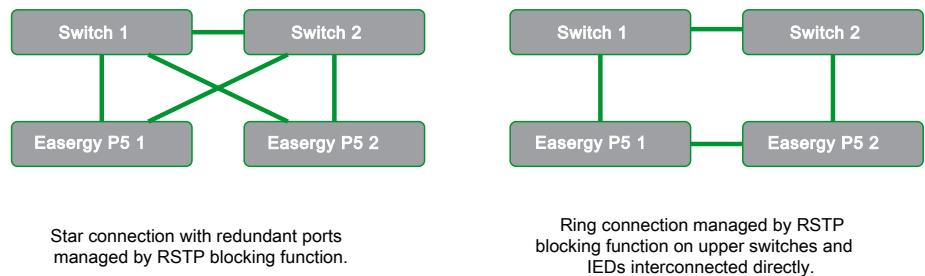 Switch 1
Switch 2
Easergy P5 1
Easergy P5 2
Star connection with redundant ports
managed by RSTP blocking function.
Switch 1
Switch 2
Easergy P5 1
Easergy P5 2
Ring connection managed by RSTP
blocking function on upper switches and
IEDs interconnected directly.